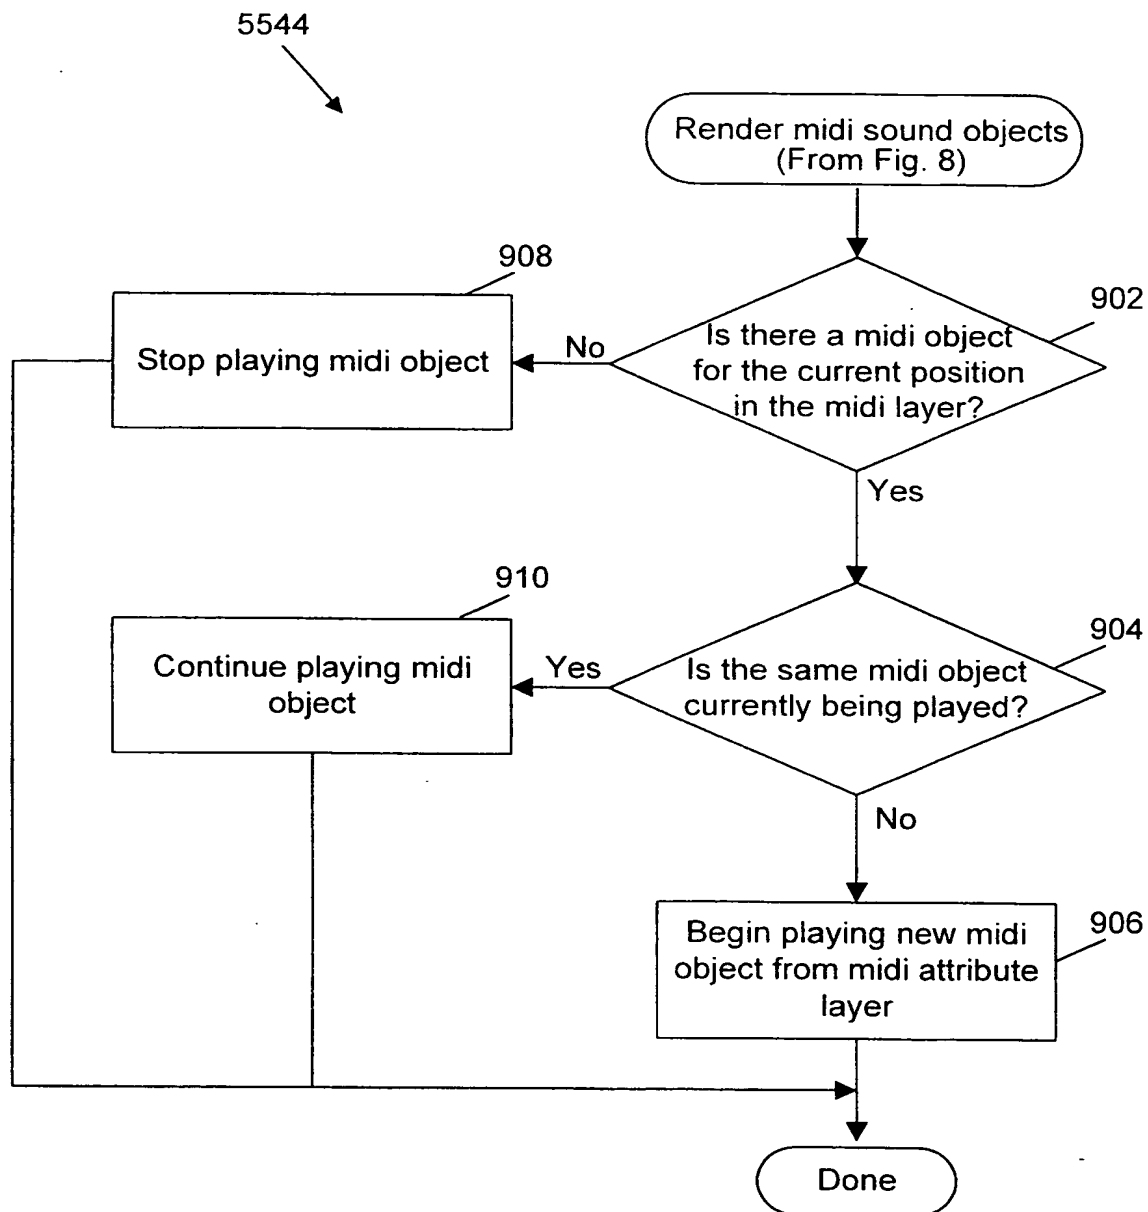 5544
Render midi sound objects
(From Fig. 8)
908
902
Is there a midi object
for the current position
in the midi layer?
No
Stop playing midi object
Yes
910
904
Is the same midi object
currently being played?
Yes
Continue playing midi
object
No
906
Begin playing new midi
object from midi attribute
layer
Done